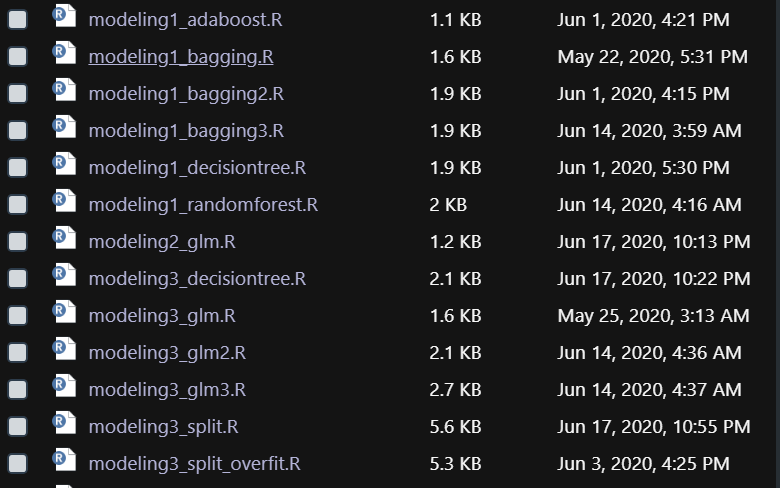 R modeling1_adaboost.R 1.1 KB Jun 1, 2020, 4:21 PM
R modeling1_bagging.R 1.6 KB May 22, 2020, 5:31 PM
R modeling1_bagging2.R 1.9 KB Jun 1, 2020, 4:15 PM
R modeling1_bagging3.R 1.9 KB Jun 14, 2020, 3:59 AM
R modeling1_decisiontree.R 1.9 KB Jun 1, 2020, 5:30 PM
R modeling1_randomforest.R 2 KB Jun 14, 2020, 4:16 AM
R modeling2_glm.R 1.2 KB Jun 17, 2020, 10:13 PM
R modeling3_decisiontree.R 2.1 KB Jun 17, 2020, 10:22 PM
R modeling3_glm.R 1.6 KB May 25, 2020, 3:13 AM
R modeling3_glm2.R 2.1 KB Jun 14, 2020, 4:36 AM
R modeling3_glm3.R 2.7 KB Jun 14, 2020, 4:37 AM
R modeling3_split.R 5.6 KB Jun 17, 2020, 10:55 PM
R modeling3_split_overfit.R 5.3 KB Jun 3, 2020, 4:25 PM